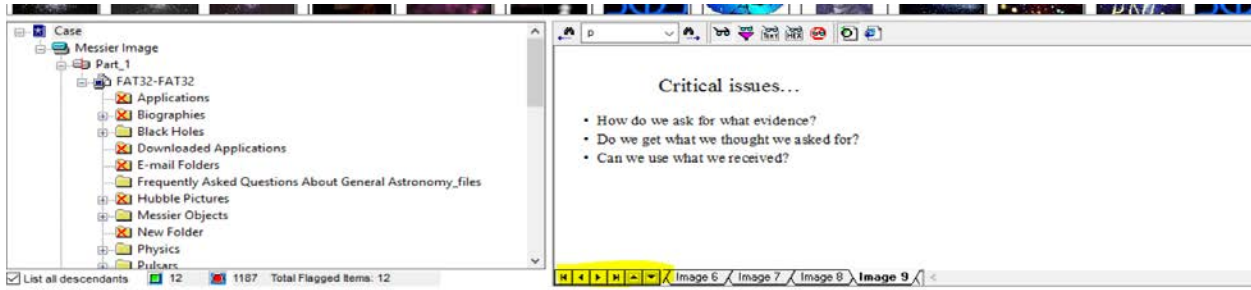 Case
Messier Image
Part_1
FAT32-FAT32
Applications
Biographies
Black Holes
Downloaded Applications
E-mail Folders
Frequently Asked Questions About General Astronomy_files
Hubble Pictures
Messier Objects
New Folder
Physics
Pulsars
List all descendants 12 1187 Total Flagged Items: 12
p
TEXT HEX
Critical issues...
• How do we ask for what evidence?
• Do we get what we thought we asked for?
• Can we use what we received?
Image 6 Image 7 Image 8 Image 9